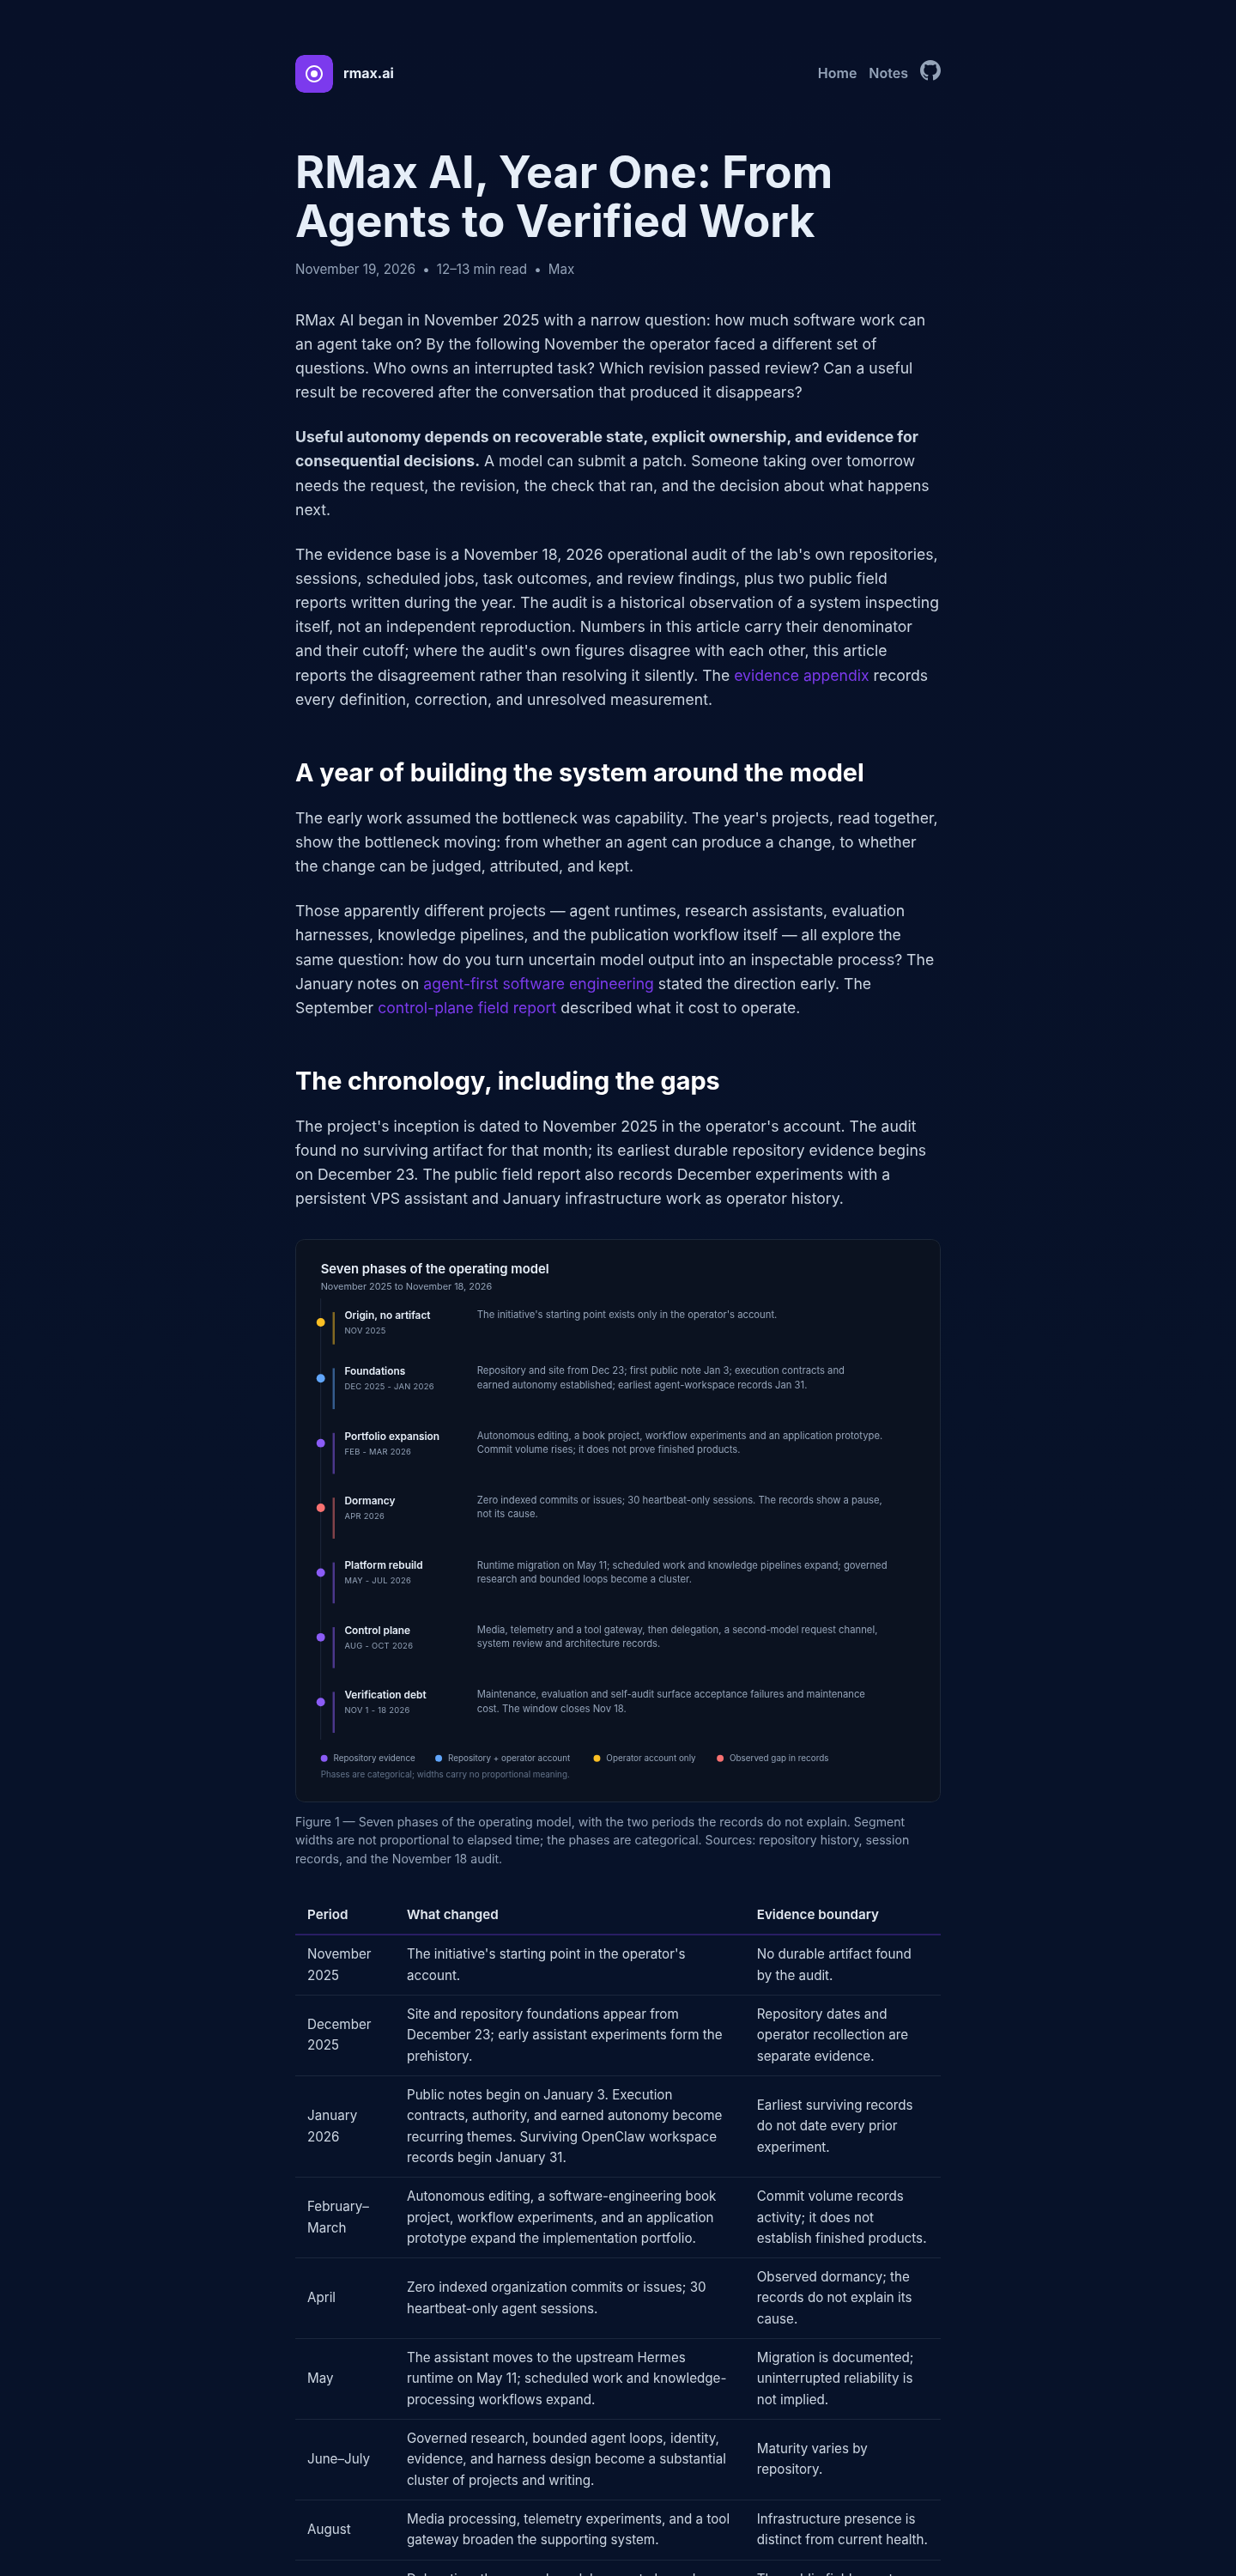 rmax.ai
Home Notes
RMax AI, Year One: From
Agents to Verified Work
November 19, 2026 • 12–13 min read • Max
RMax AI began in November 2025 with a narrow question: how much software work can
an agent take on? By the following November the operator faced a different set of
questions. Who owns an interrupted task? Which revision passed review? Can a useful
result be recovered after the conversation that produced it disappears?
Useful autonomy depends on recoverable state, explicit ownership, and evidence for
consequential decisions. A model can submit a patch. Someone taking over tomorrow
needs the request, the revision, the check that ran, and the decision about what happens
next.
The evidence base is a November 18, 2026 operational audit of the lab's own repositories,
sessions, scheduled jobs, task outcomes, and review findings, plus two public field
reports written during the year. The audit is a historical observation of a system inspecting
itself, not an independent reproduction. Numbers in this article carry their denominator
and their cutoff; where the audit's own figures disagree with each other, this article
reports the disagreement rather than resolving it silently. The evidence appendix records
every definition, correction, and unresolved measurement.
A year of building the system around the model
The early work assumed the bottleneck was capability. The year's projects, read together,
show the bottleneck moving: from whether an agent can produce a change, to whether
the change can be judged, attributed, and kept.
Those apparently different projects — agent runtimes, research assistants, evaluation
harnesses, knowledge pipelines, and the publication workflow itself — all explore the
same question: how do you turn uncertain model output into an inspectable process? The
January notes on agent-first software engineering stated the direction early. The
September control-plane field report described what it cost to operate.
The chronology, including the gaps
The project's inception is dated to November 2025 in the operator's account. The audit
found no surviving artifact for that month; its earliest durable repository evidence begins
on December 23. The public field report also records December experiments with a
persistent VPS assistant and January infrastructure work as operator history.
Seven phases of the operating model
November 2025 to November 18, 2026
Origin, no artifact
NOV 2025
The initiative's starting point exists only in the operator's account.
Foundations
DEC 2025 - JAN 2026
Repository and site from Dec 23; first public note Jan 3; execution contracts and
earned autonomy established; earliest agent-workspace records Jan 31.
Portfolio expansion
FEB - MAR 2026
Autonomous editing, a book project, workflow experiments and an application prototype.
Commit volume rises; it does not prove finished products.
Dormancy
APR 2026
Zero indexed commits or issues; 30 heartbeat-only sessions. The records show a pause,
not its cause.
Platform rebuild
MAY - JUL 2026
Runtime migration on May 11; scheduled work and knowledge pipelines expand; governed
research and bounded loops become a cluster.
Control plane
AUG - OCT 2026
Media, telemetry and a tool gateway, then delegation, a second-model request channel,
system review and architecture records.
Verification debt
NOV 1 - 18 2026
Maintenance, evaluation and self-audit surface acceptance failures and maintenance
cost. The window closes Nov 18.
Repository evidence Repository + operator account Operator account only Observed gap in records
Phases are categorical; widths carry no proportional meaning.
Figure 1 — Seven phases of the operating model, with the two periods the records do not explain. Segment
widths are not proportional to elapsed time; the phases are categorical. Sources: repository history, session
records, and the November 18 audit.
Period What changed Evidence boundary
November
2025
The initiative's starting point in the operator's
account.
No durable artifact found
by the audit.
December
2025
Site and repository foundations appear from
December 23; early assistant experiments form the
prehistory.
Repository dates and
operator recollection are
separate evidence.
January
2026
Public notes begin on January 3. Execution
contracts, authority, and earned autonomy become
recurring themes. Surviving OpenClaw workspace
records begin January 31.
Earliest surviving records
do not date every prior
experiment.
February–
March
Autonomous editing, a software-engineering book
project, workflow experiments, and an application
prototype expand the implementation portfolio.
Commit volume records
activity; it does not
establish finished products.
April
Zero indexed organization commits or issues; 30
heartbeat-only agent sessions.
Observed dormancy; the
records do not explain its
cause.
May
The assistant moves to the upstream Hermes
runtime on May 11; scheduled work and knowledge-
processing workflows expand.
Migration is documented;
uninterrupted reliability is
not implied.
June–July
Governed research, bounded agent loops, identity,
evidence, and harness design become a substantial
cluster of projects and writing.
Maturity varies by
repository.
August
Media processing, telemetry experiments, and a tool
gateway broaden the supporting system.
Infrastructure presence is
distinct from current health.